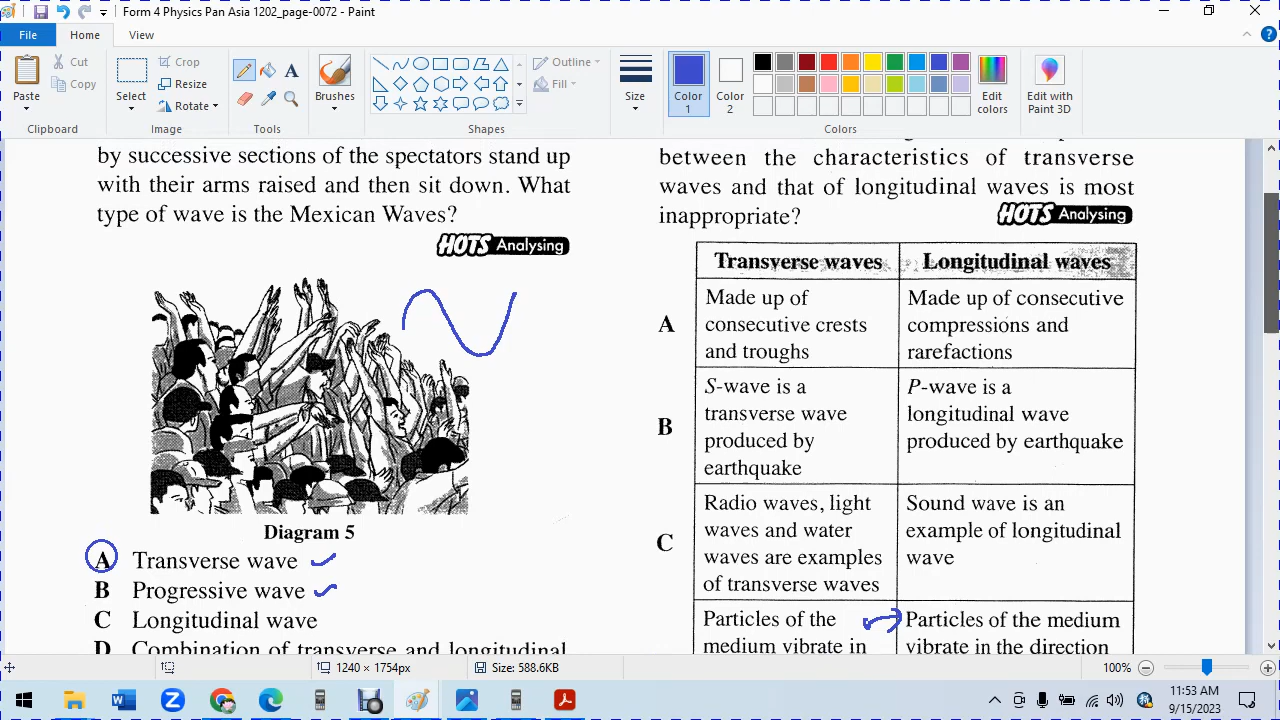 Form 4 Physics Pan Asia 1202_page-0072 - Paint
File
Home
View
Paste
Cut
Copy
Clipboard
Select
Crop
Resize
Rotate
Image
A
Tools
Brushes
Shapes
Outline
Fill
Size
Color 1
Color 2
Edit colors
Colors
Edit with Paint 3D
by successive sections of the spectators stand up
with their arms raised and then sit down. What
type of wave is the Mexican Waves?
HOTS Analysing
Diagram 5
A Transverse wave
B Progressive wave
C Longitudinal wave
D Combination of transverse and longitudinal
between the characteristics of transverse
waves and that of longitudinal waves is most
inappropriate?
HOTS Analysing
Transverse waves
Longitudinal waves
A
Made up of
consecutive crests
and troughs
Made up of consecutive
compressions and
rarefactions
B
S-wave is a
transverse wave
produced by
earthquake
P-wave is a
longitudinal wave
produced by earthquake
C
Radio waves, light
waves and water
waves are examples
of transverse waves
Sound wave is an
example of longitudinal
wave
Particles of the
medium vibrate in
Particles of the medium
vibrate in the direction
1240 × 1754px
Size: 588.6KB
100%
11:53 AM
9/15/2023